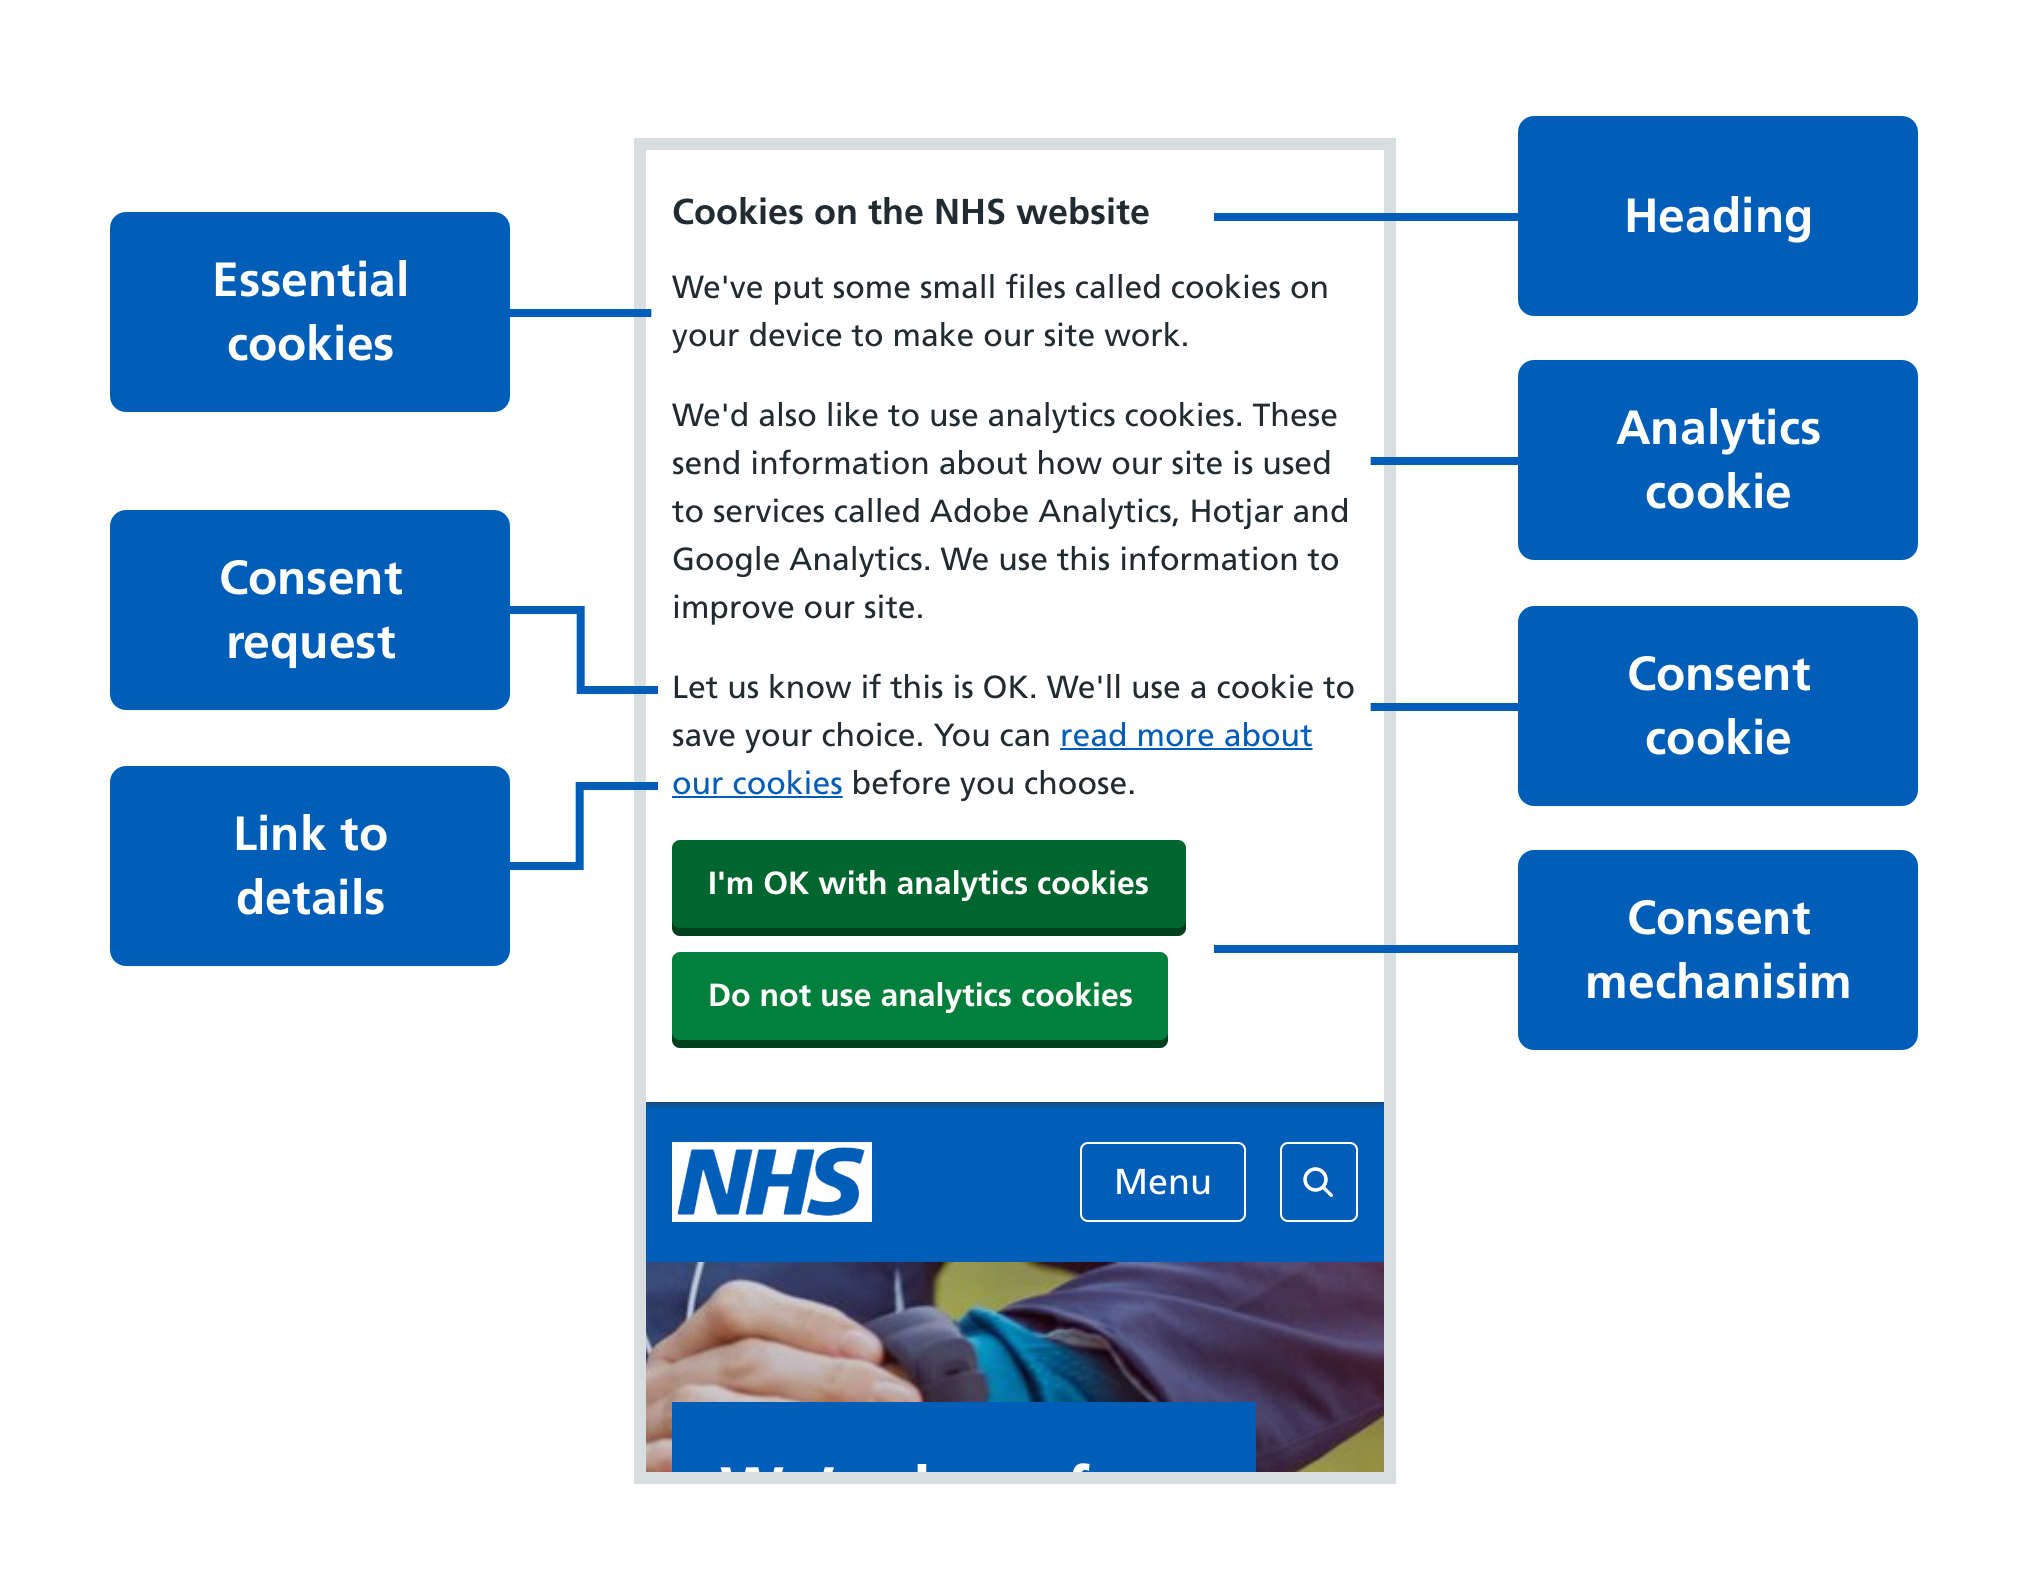 Essential
cookies
Consent
request
Link to
details
Cookies on the NHS website
We've put some small files called cookies on
your device to make our site work.
We'd also like to use analytics cookies. These
send information about how our site is used
to services called Adobe Analytics, Hotjar and
Google Analytics. We use this information to
improve our site.
Let us know if this is OK. We'll use a cookie to
save your choice. You can read more about
our cookies before you choose.
I'm OK with analytics cookies
Do not use analytics cookies
NHS
Menu
Heading
Analytics
cookie
Consent
cookie
Consent
mechanisim